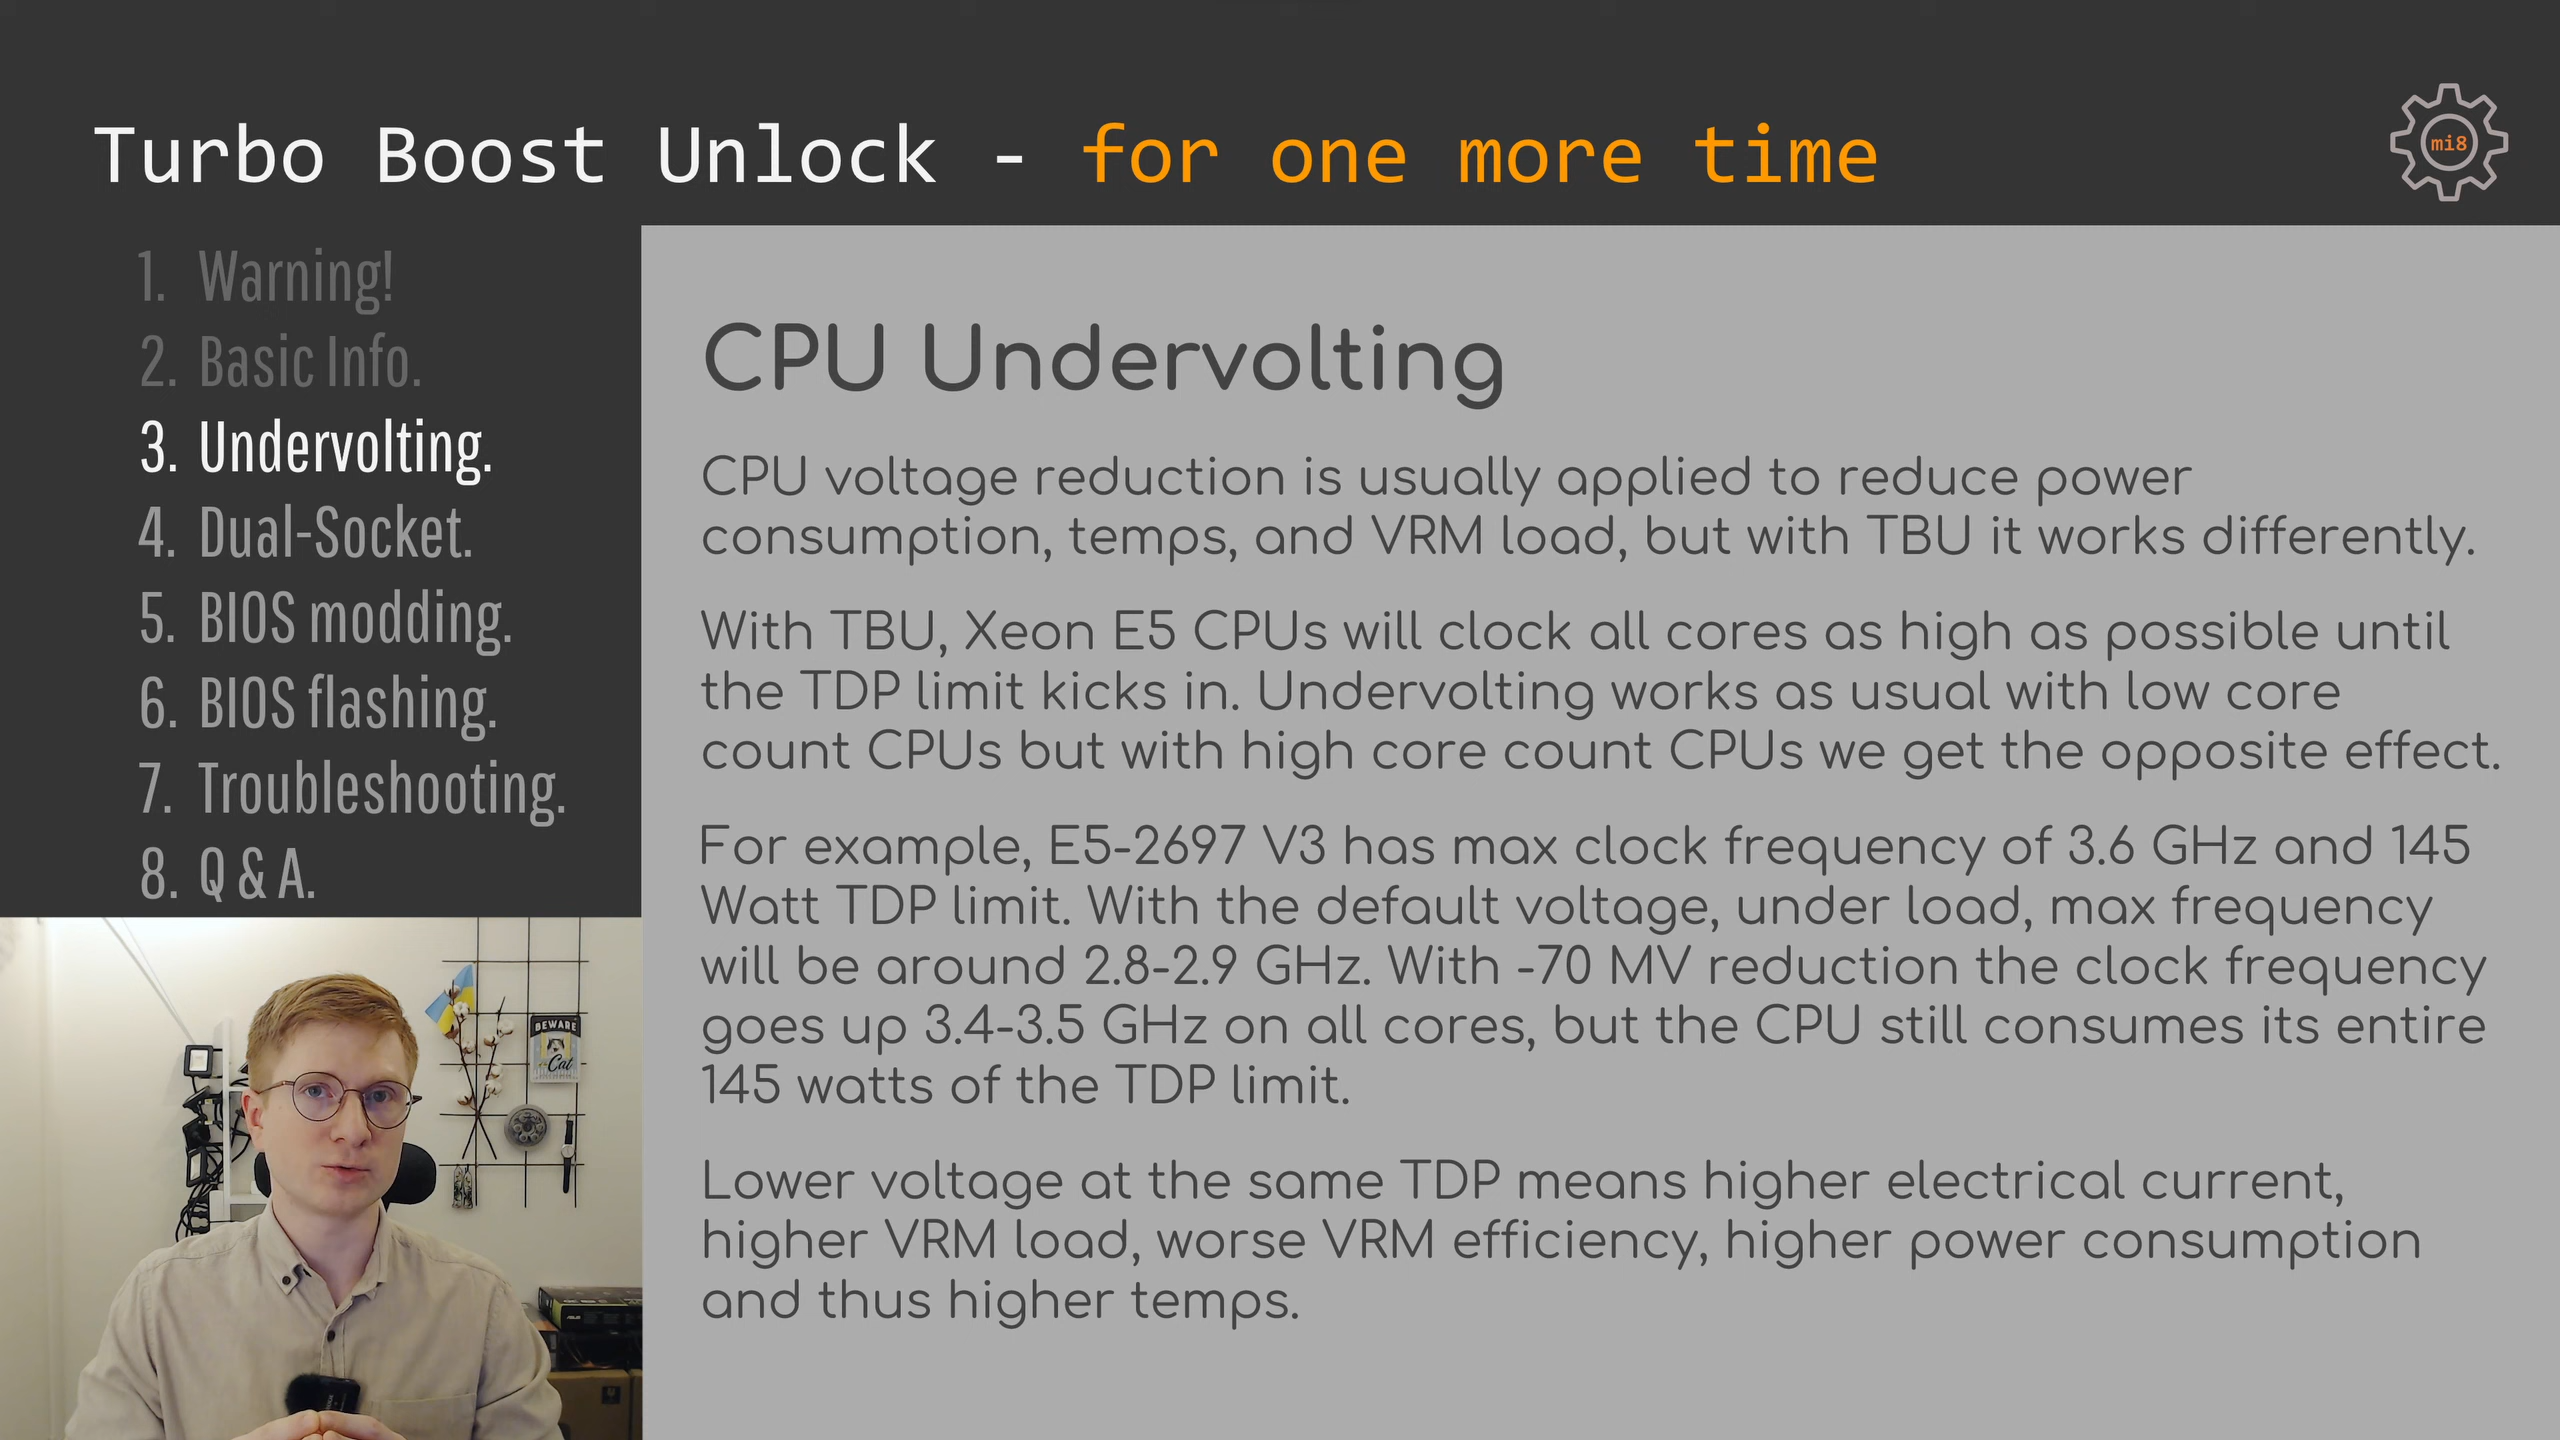 Turbo Boost Unlock - for one more time
mi8
1. Warning!
2. Basic Info.
3. Undervolting.
4. Dual-Socket.
5. BIOS modding.
6. BIOS flashing.
7. Troubleshooting.
8. Q & A.
CPU Undervolting
CPU voltage reduction is usually applied to reduce power
consumption, temps, and VRM load, but with TBU it works differently.
With TBU, Xeon E5 CPUs will clock all cores as high as possible until
the TDP limit kicks in. Undervolting works as usual with low core
count CPUs but with high core count CPUs we get the opposite effect.
For example, E5-2697 V3 has max clock frequency of 3.6 GHz and 145
Watt TDP limit. With the default voltage, under load, max frequency
will be around 2.8-2.9 GHz. With -70 MV reduction the clock frequency
goes up 3.4-3.5 GHz on all cores, but the CPU still consumes its entire
145 watts of the TDP limit.
Lower voltage at the same TDP means higher electrical current,
higher VRM load, worse VRM efficiency, higher power consumption
and thus higher temps.
BEWARE
Cat